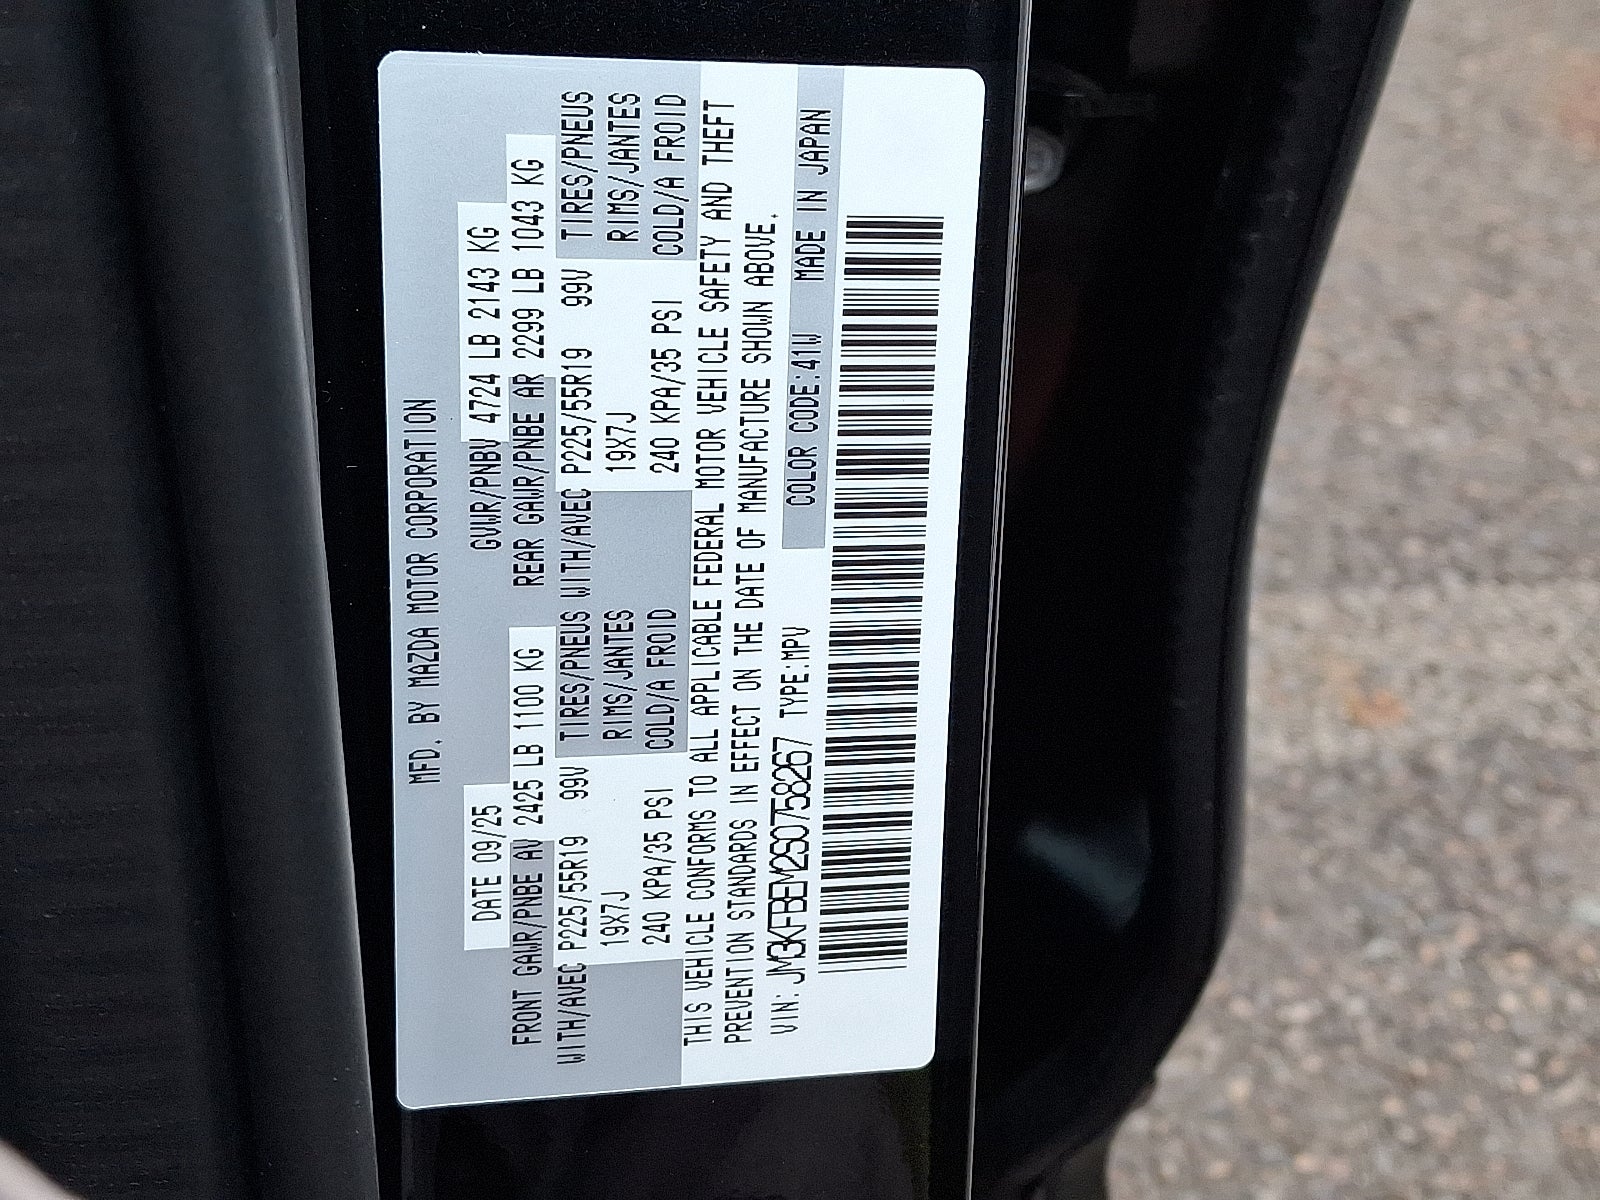 MFD. BY MAZDA MOTOR CORPORATION
DATE 09/25 GVWR/PNBV 4724 LB 2143 KG
FRONT GAWR/PNBE AV 2425 LB 1100 KG REAR GAWR/PNBE AR 2299 LB 1043 KG
WITH/AVEC P225/55R19 99V TIRES/PNEUS WITH/AVEC P225/55R19 99V TIRES/PNEUS
19X7J RIMS/JANTES 19X7J RIMS/JANTES
240 KPA/35 PSI COLD/A FROID 240 KPA/35 PSI COLD/A FROID
THIS VEHICLE CONFORMS TO ALL APPLICABLE FEDERAL MOTOR VEHICLE SAFETY AND THEFT
PREVENTION STANDARDS IN EFFECT ON THE DATE OF MANUFACTURE SHOWN ABOVE.
VIN: JM3KFBEM2S0758267 TYPE:MPV COLOR CODE:41W MADE IN JAPAN